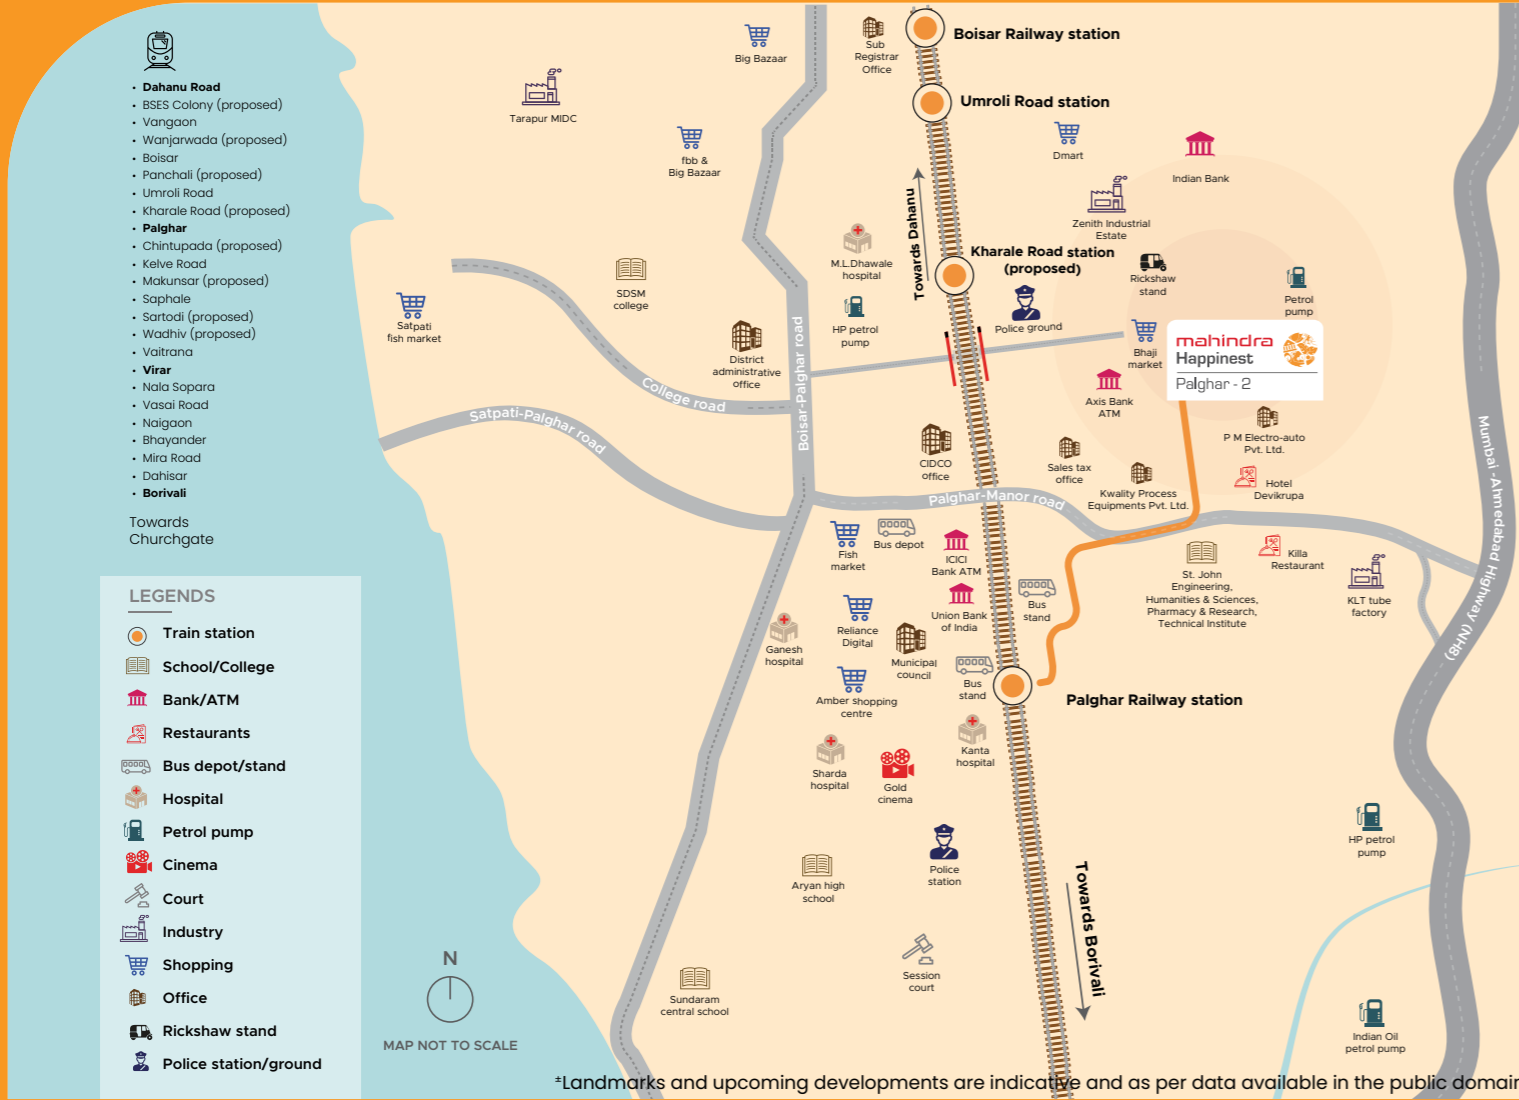 • Dahanu Road
• BSES Colony (proposed)
• Vangaon
• Wanjarwada (proposed)
• Boisar
• Panchali (proposed)
• Umroli Road
• Kharale Road (proposed)
• Palghar
• Chintupada (proposed)
• Kelve Road
• Makunsar (proposed)
• Saphale
• Sartodi (proposed)
• Wadhiv (proposed)
• Vaitrana
• Virar
• Nala Sopara
• Vasai Road
• Naigaon
• Bhayander
• Mira Road
• Dahisar
• Borivali
Towards
Churchgate
LEGENDS
Train station
School/College
Bank/ATM
Restaurants
Bus depot/stand
Hospital
Petrol pump
Cinema
Court
Industry
Shopping
Office
Rickshaw stand
Police station/ground
N
MAP NOT TO SCALE
Big Bazaar
Sub
Registrar
Office
Boisar Railway station
Umroli Road station
Tarapur MIDC
fbb &
Big Bazaar
Dmart
Indian Bank
Zenith Industrial
Estate
Towards Dahanu
M.L.Dhawale
hospital
Kharale Road station
(proposed)
Rickshaw
stand
Petrol
pump
SDSM
college
Satpati
fish market
HP petrol
pump
Police ground
Bhaji
market
mahindra
Happinest
Palghar - 2
District
administrative
office
Boisar-Palghar road
College road
Satpati-Palghar road
Axis Bank
ATM
P M Electro-auto
Pvt. Ltd.
CIDCO
office
Sales tax
office
Kwality Process
Equipments Pvt. Ltd.
Hotel
Devikrupa
Palghar-Manor road
Mumbai -Ahmedabad Highway (NH8)
Fish
market
Bus depot
ICICI
Bank ATM
Killa
Restaurant
St. John
Engineering,
Humanities & Sciences,
Pharmacy & Research,
Technical Institute
KLT tube
factory
Bus
stand
Union Bank
of India
Reliance
Digital
Ganesh
hospital
Municipal
council
Bus
stand
Amber shopping
centre
Palghar Railway station
Kanta
hospital
Sharda
hospital
Gold
cinema
HP petrol
pump
Police
station
Aryan high
school
Towards Borivali
Session
court
Sundaram
central school
Indian Oil
petrol pump
±Landmarks and upcoming developments are indicative and as per data available in the public domain